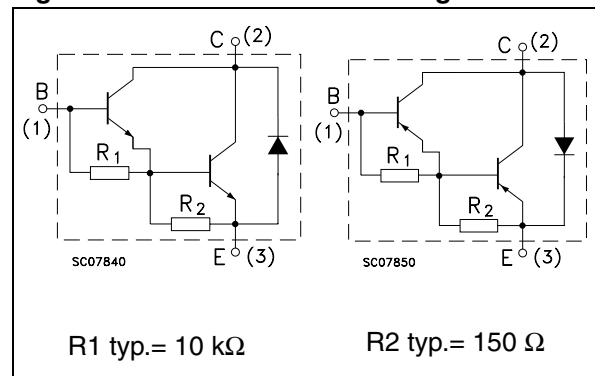 C (2)
B
(1)
R1
R2
E (3)
SC07840
C (2)
B
(1)
R1
R2
E (3)
SC07850
R1 typ.= 10 kΩ
R2 typ.= 150 Ω